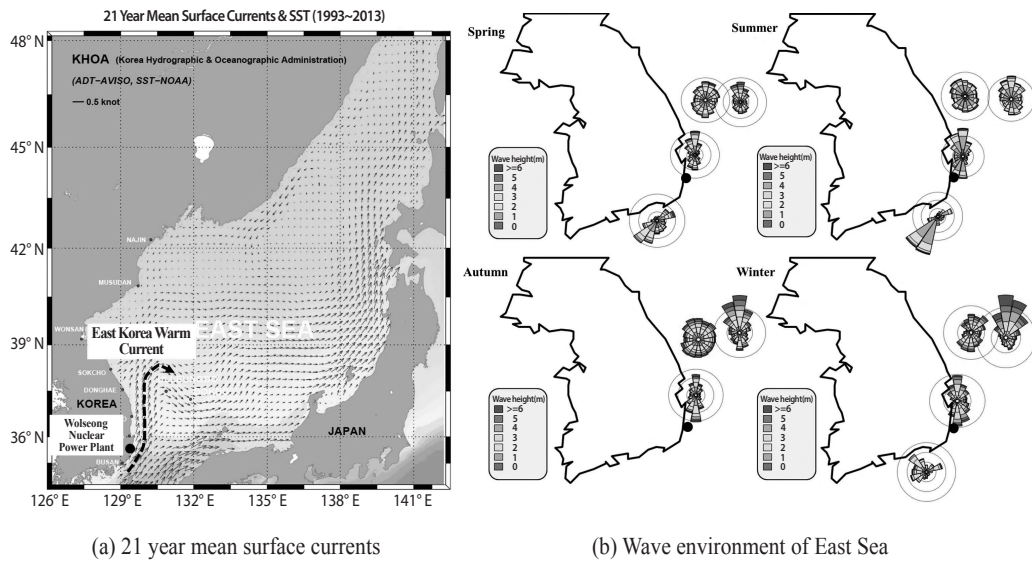 21 Year Mean Surface Currents & SST (1993~2013)
48° N
KHOA (Korea Hydrographic & Oceanographic Administration)
(ADT-AVISO, SST-NOAA)
0.5 knot
45° N
42° N
NAJIN
MUSUDAN
WONSAN
EAST SEA
East Korea Warm
Current
39° N
SOKCHO
DONGHAE
KOREA
Wolseong
Nuclear
Power Plant
JAPAN
36° N
BUSAN
126° E
129° E
132° E
135° E
138° E
141° E
(a) 21 year mean surface currents
Spring
Wave height(m)
>=6
5
4
3
2
1
0
Summer
Wave height(m)
>=6
5
4
3
2
1
0
Autumn
Wave height(m)
>=6
5
4
3
2
1
0
Winter
Wave height(m)
>=6
5
4
3
2
1
0
(b) Wave environment of East Sea